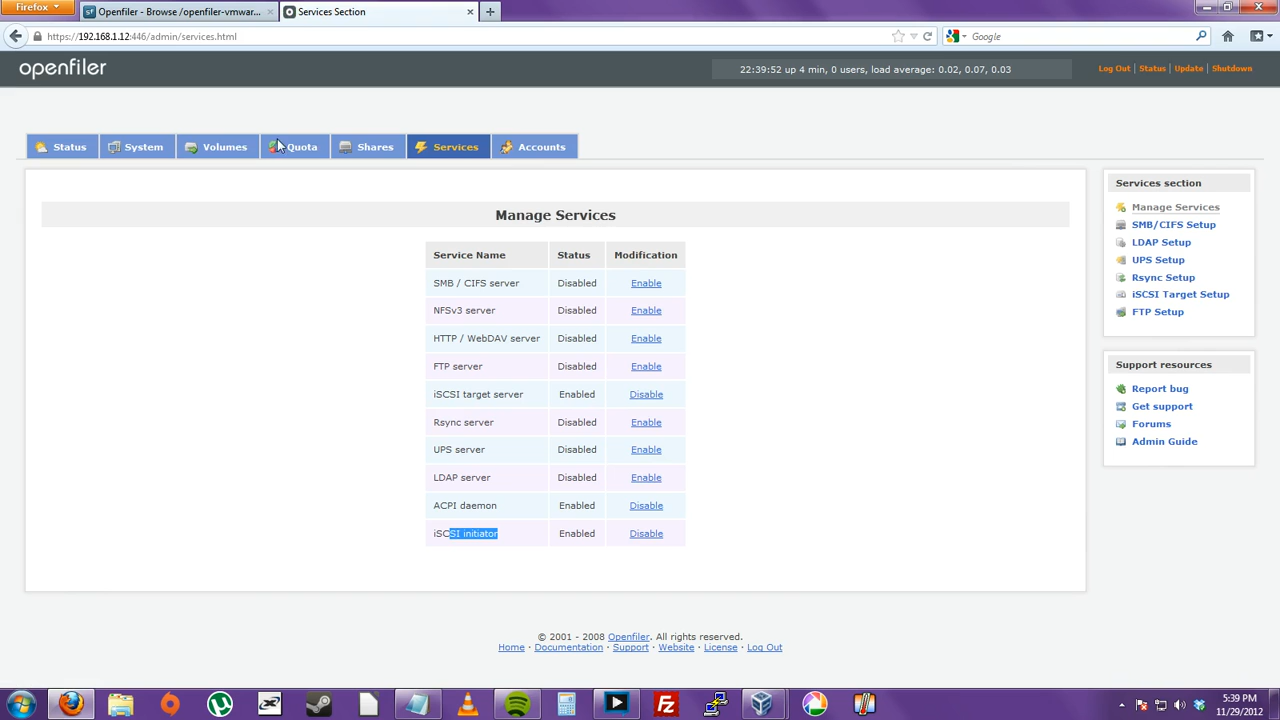 Firefox
Openfiler - Browse /openfiler-vmwar...
Services Section
https://192.168.1.12:446/admin/services.html
Google
openfiler
22:39:52 up 4 min, 0 users, load average: 0.02, 0.07, 0.03
Log Out | Status | Update | Shutdown
Status
System
Volumes
Quota
Shares
Services
Accounts
Manage Services
Service Name Status Modification
SMB / CIFS server Disabled Enable
NFSv3 server Disabled Enable
HTTP / WebDAV server Disabled Enable
FTP server Disabled Enable
iSCSI target server Enabled Disable
Rsync server Disabled Enable
UPS server Disabled Enable
LDAP server Disabled Enable
ACPI daemon Enabled Disable
iSCSI initiator Enabled Disable
Services section
Manage Services
SMB/CIFS Setup
LDAP Setup
UPS Setup
Rsync Setup
iSCSI Target Setup
FTP Setup
Support resources
Report bug
Get support
Forums
Admin Guide
© 2001 - 2008 Openfiler. All rights reserved.
Home · Documentation · Support · Website · License · Log Out
5:39 PM
11/29/2012